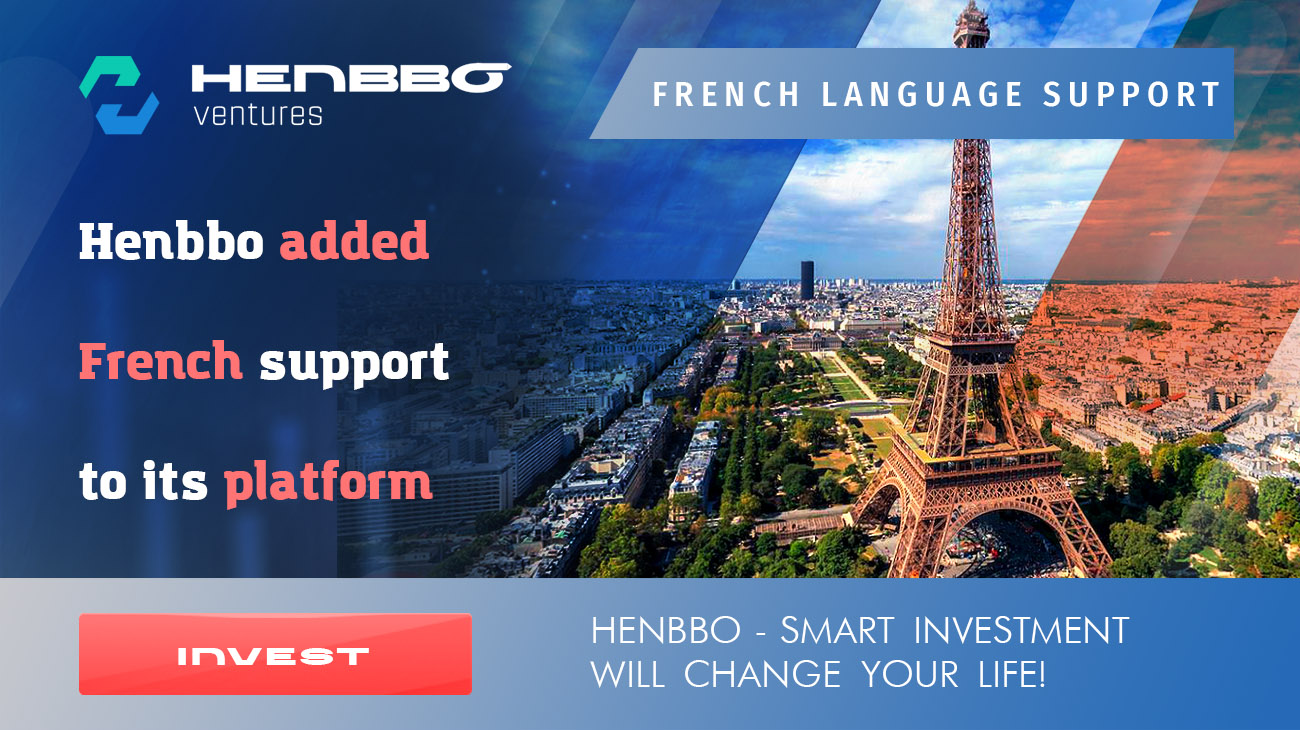 HENBBO
ventures
FRENCH LANGUAGE SUPPORT
Henbbo added
French support
to its platform
INVEST
HENBBO - SMART INVESTMENT
WILL CHANGE YOUR LIFE!